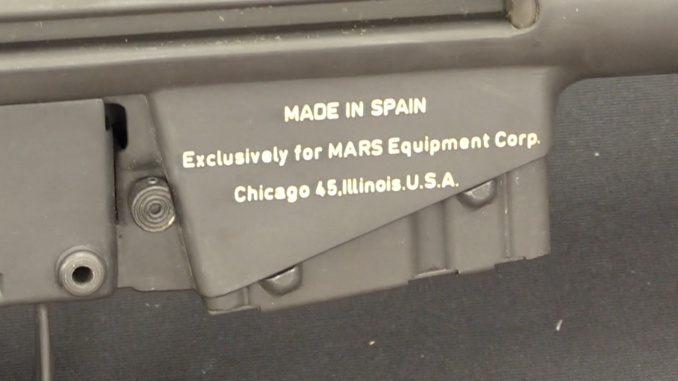 MADE IN SPAIN
Exclusively for MARS Equipment Corp.
Chicago 45,Illinois.U.S.A.